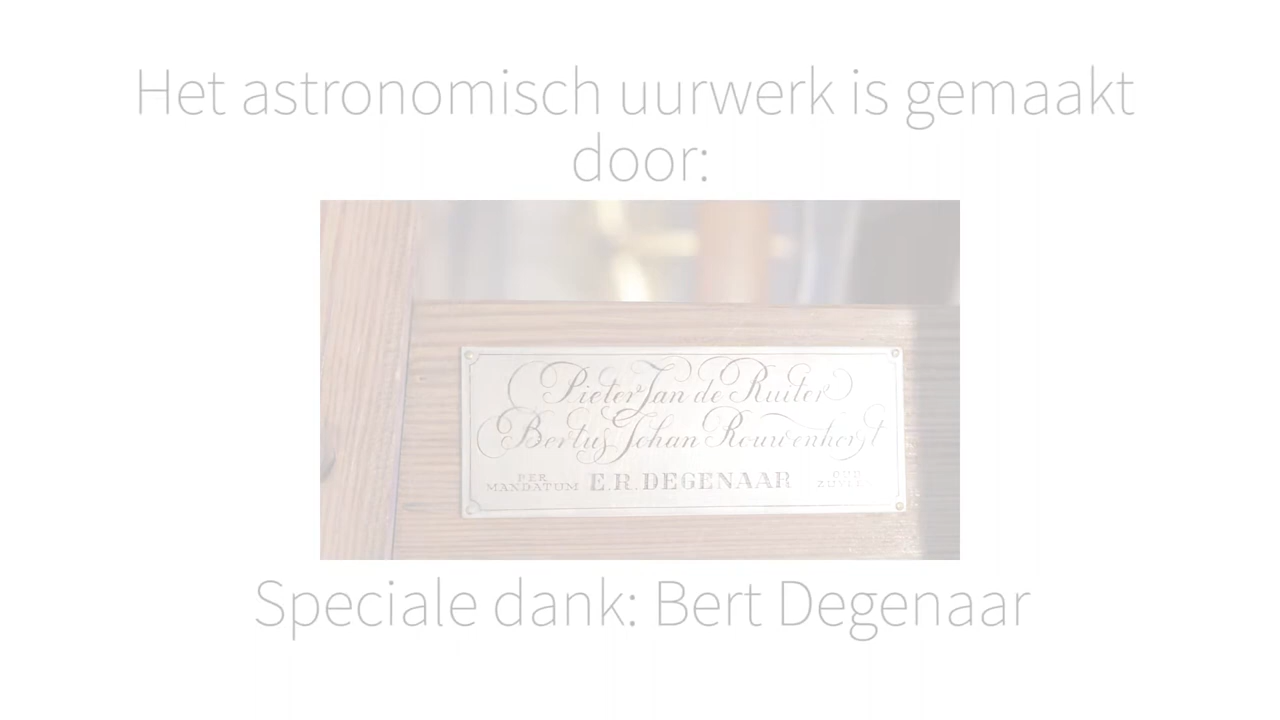 Het astronomisch uurwerk is gemaakt
door:
Pieter Jan de Ruiter
Bertus Johan Rouwenhorst
PER
MANDATUM E.R. DEGENAAR
Speciale dank: Bert Degenaar